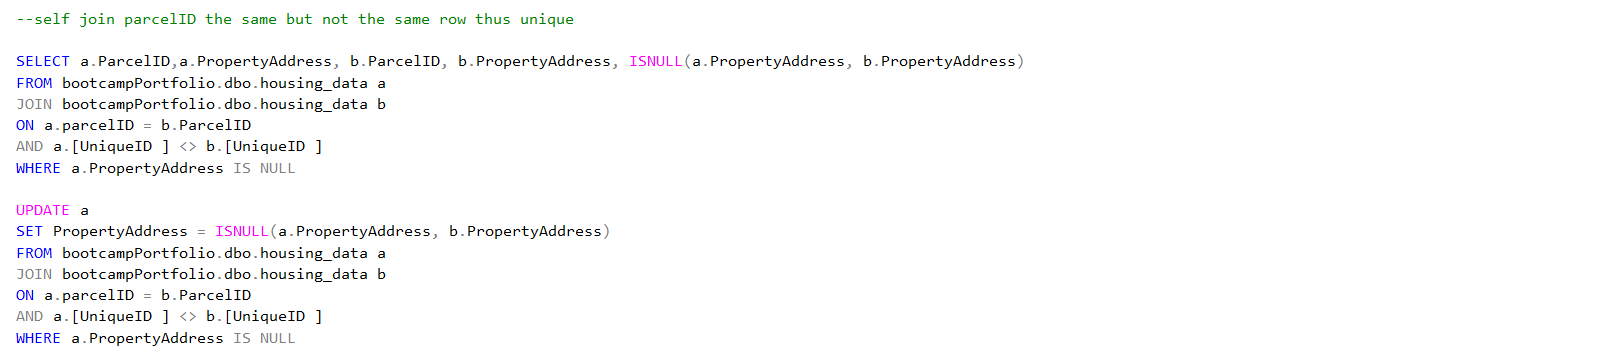 --self join parcelID the same but not the same row thus unique
SELECT a.ParcelID,a.PropertyAddress, b.ParcelID, b.PropertyAddress, ISNULL(a.PropertyAddress, b.PropertyAddress)
FROM bootcampPortfolio.dbo.housing_data a
JOIN bootcampPortfolio.dbo.housing_data b
ON a.parcelID = b.ParcelID
AND a.[UniqueID ] <> b.[UniqueID ]
WHERE a.PropertyAddress IS NULL
UPDATE a
SET PropertyAddress = ISNULL(a.PropertyAddress, b.PropertyAddress)
FROM bootcampPortfolio.dbo.housing_data a
JOIN bootcampPortfolio.dbo.housing_data b
ON a.parcelID = b.ParcelID
AND a.[UniqueID ] <> b.[UniqueID ]
WHERE a.PropertyAddress IS NULL